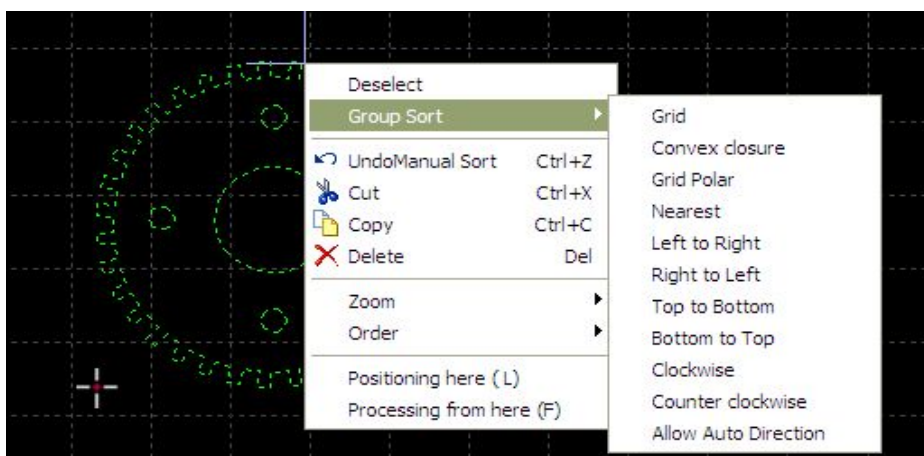 Deselect
Group Sort
UndoManual Sort Ctrl+Z
Cut Ctrl+X
Copy Ctrl+C
Delete Del
Zoom
Order
Positioning here ( L)
Processing from here (F)
Grid
Convex closure
Grid Polar
Nearest
Left to Right
Right to Left
Top to Bottom
Bottom to Top
Clockwise
Counter clockwise
Allow Auto Direction